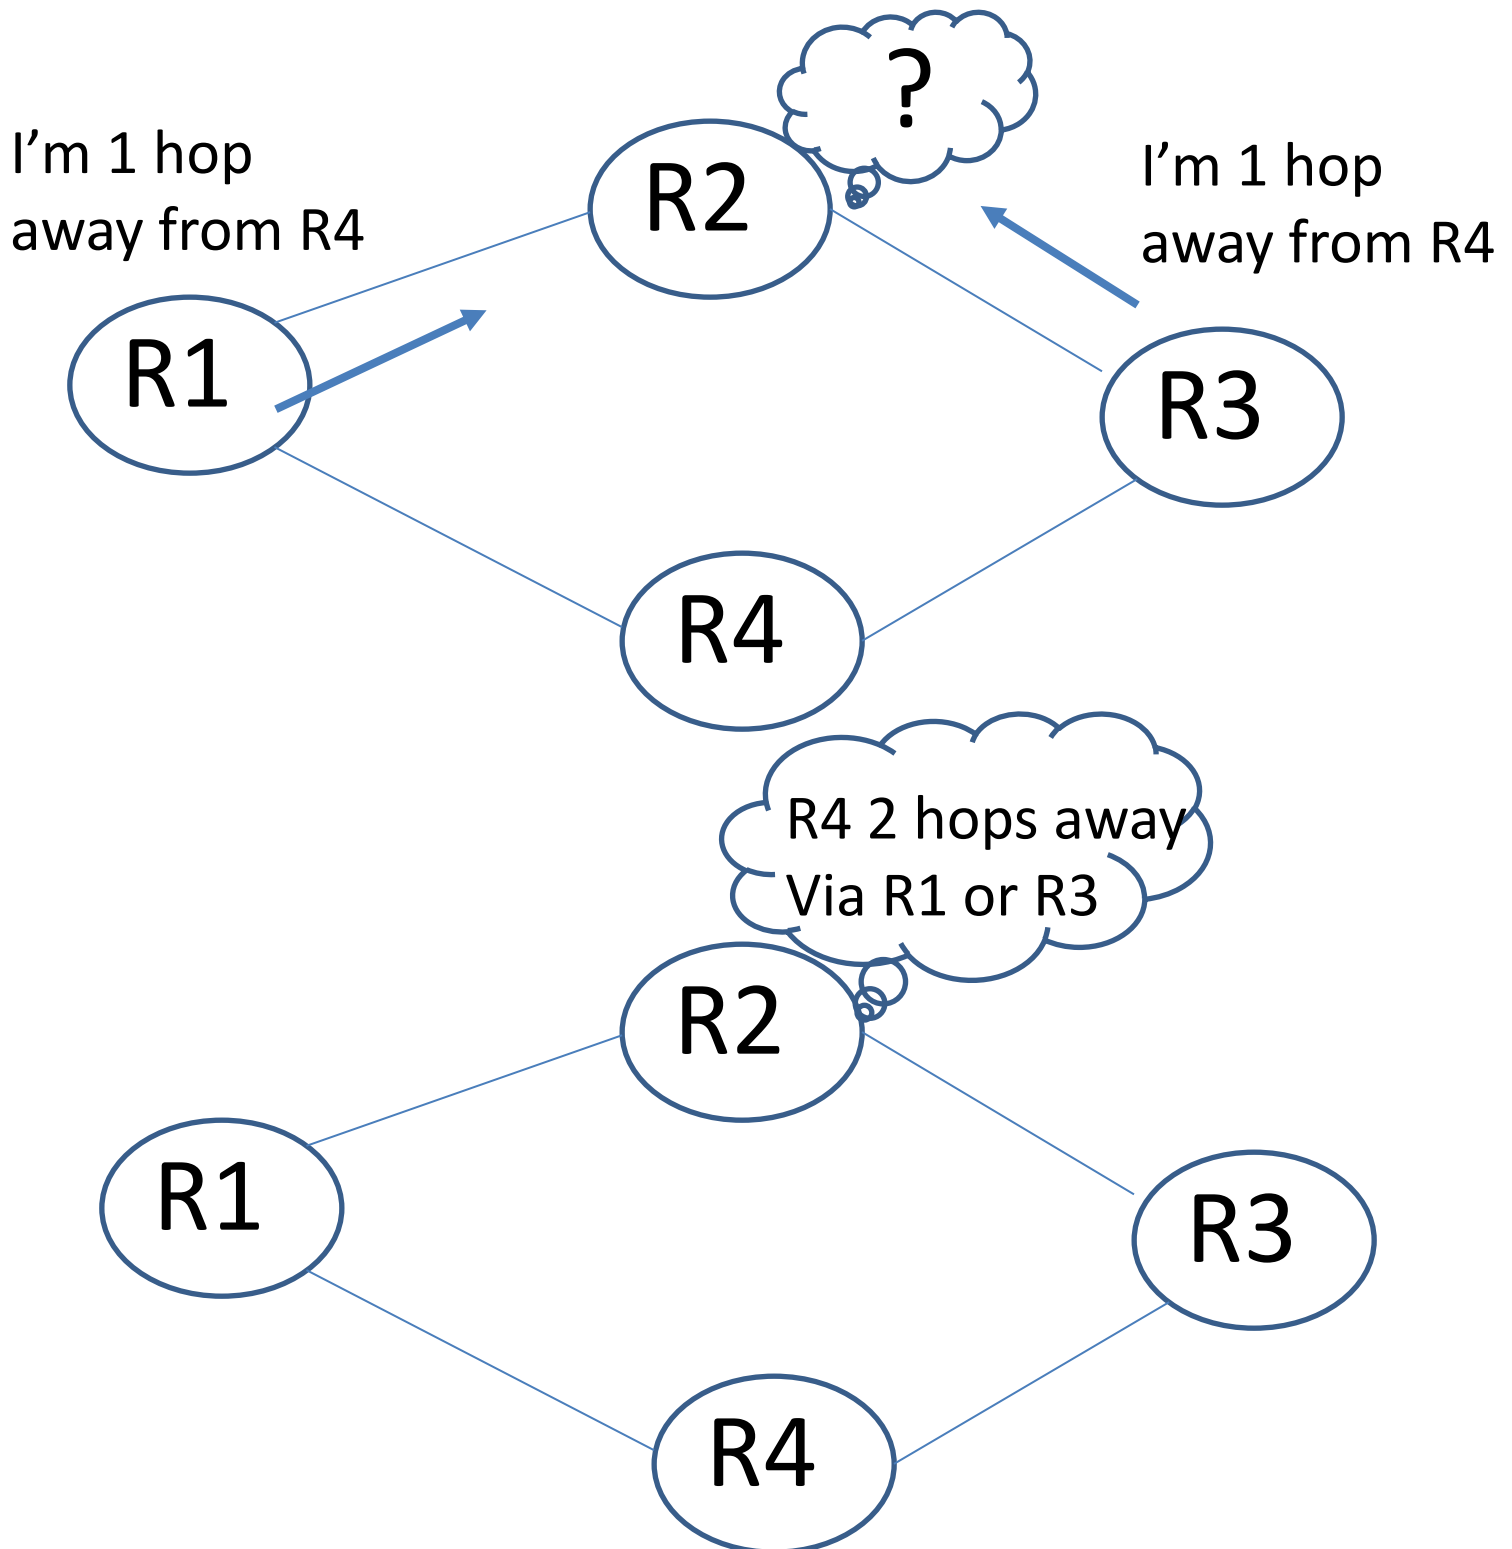 ?
I’m 1 hop
away from R4
R2
I’m 1 hop
away from R4
R1
R3
R4
R4 2 hops away
Via R1 or R3
R2
R1
R3
R4